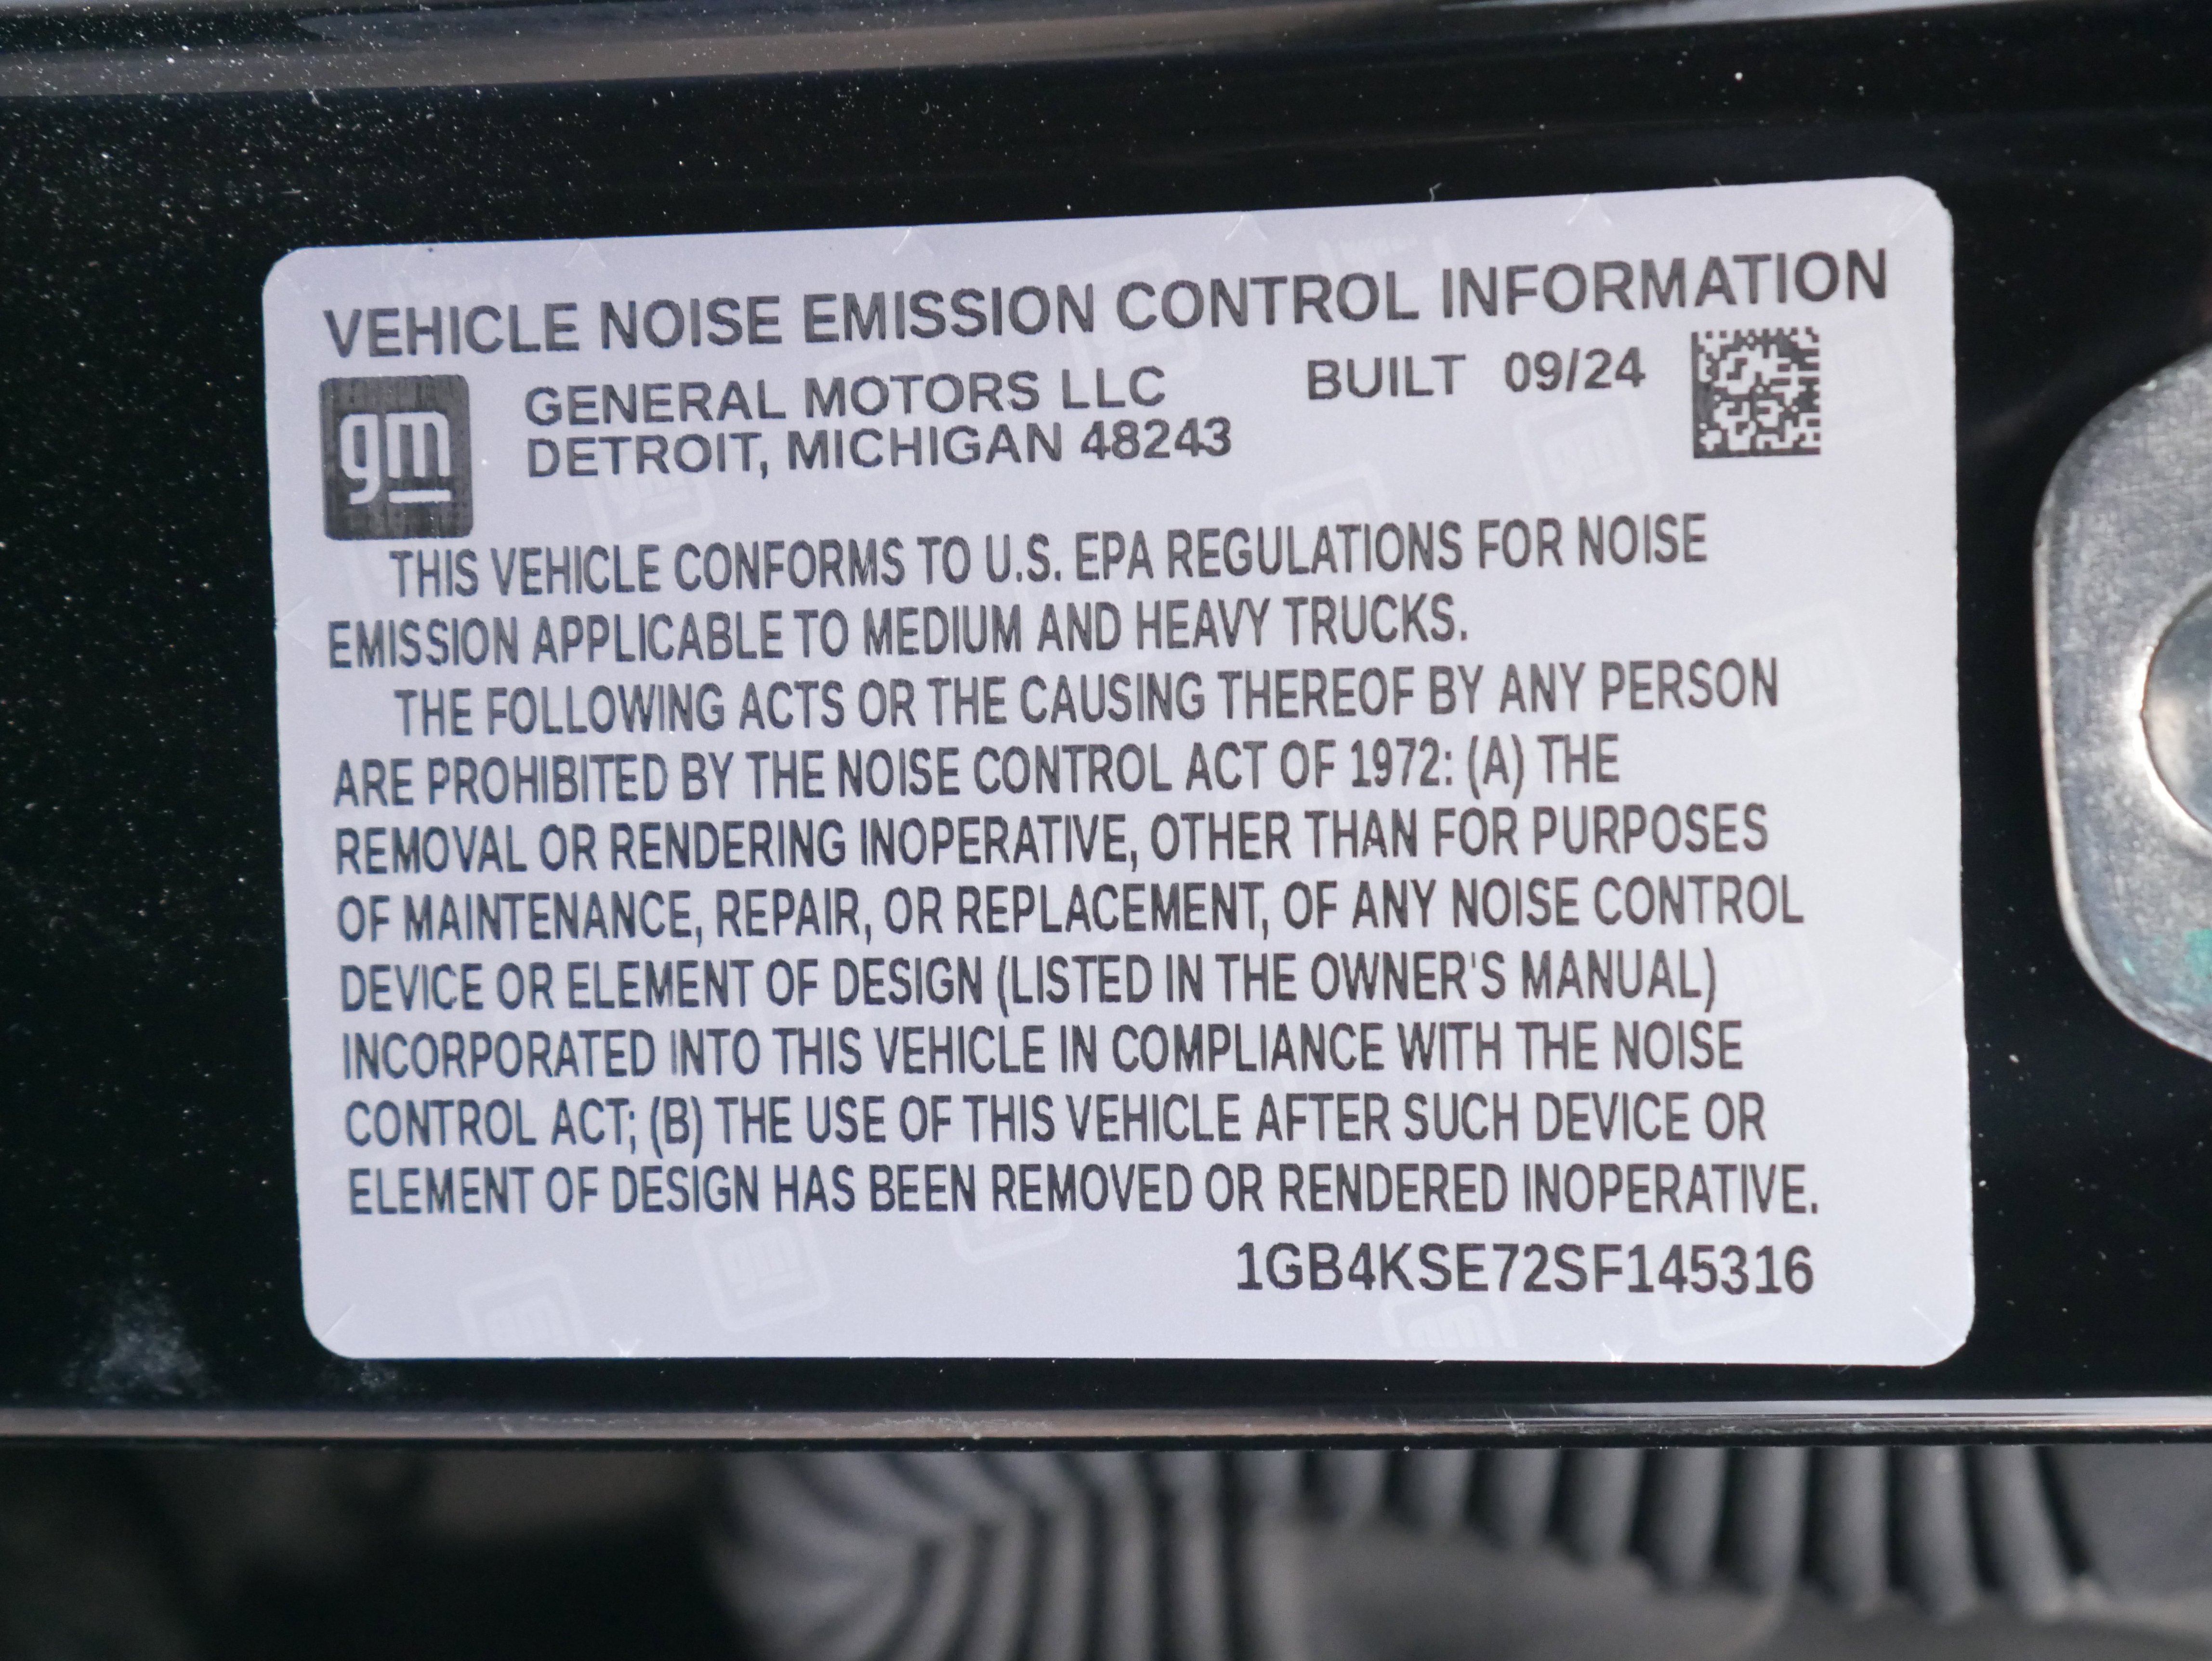 VEHICLE NOISE EMISSION CONTROL INFORMATION
gm
GENERAL MOTORS LLC BUILT 09/24
DETROIT, MICHIGAN 48243
THIS VEHICLE CONFORMS TO U.S. EPA REGULATIONS FOR NOISE
EMISSION APPLICABLE TO MEDIUM AND HEAVY TRUCKS.
THE FOLLOWING ACTS OR THE CAUSING THEREOF BY ANY PERSON
ARE PROHIBITED BY THE NOISE CONTROL ACT OF 1972: (A) THE
REMOVAL OR RENDERING INOPERATIVE, OTHER THAN FOR PURPOSES
OF MAINTENANCE, REPAIR, OR REPLACEMENT, OF ANY NOISE CONTROL
DEVICE OR ELEMENT OF DESIGN (LISTED IN THE OWNER'S MANUAL)
INCORPORATED INTO THIS VEHICLE IN COMPLIANCE WITH THE NOISE
CONTROL ACT; (B) THE USE OF THIS VEHICLE AFTER SUCH DEVICE OR
ELEMENT OF DESIGN HAS BEEN REMOVED OR RENDERED INOPERATIVE.
1GB4KSE72SF145316